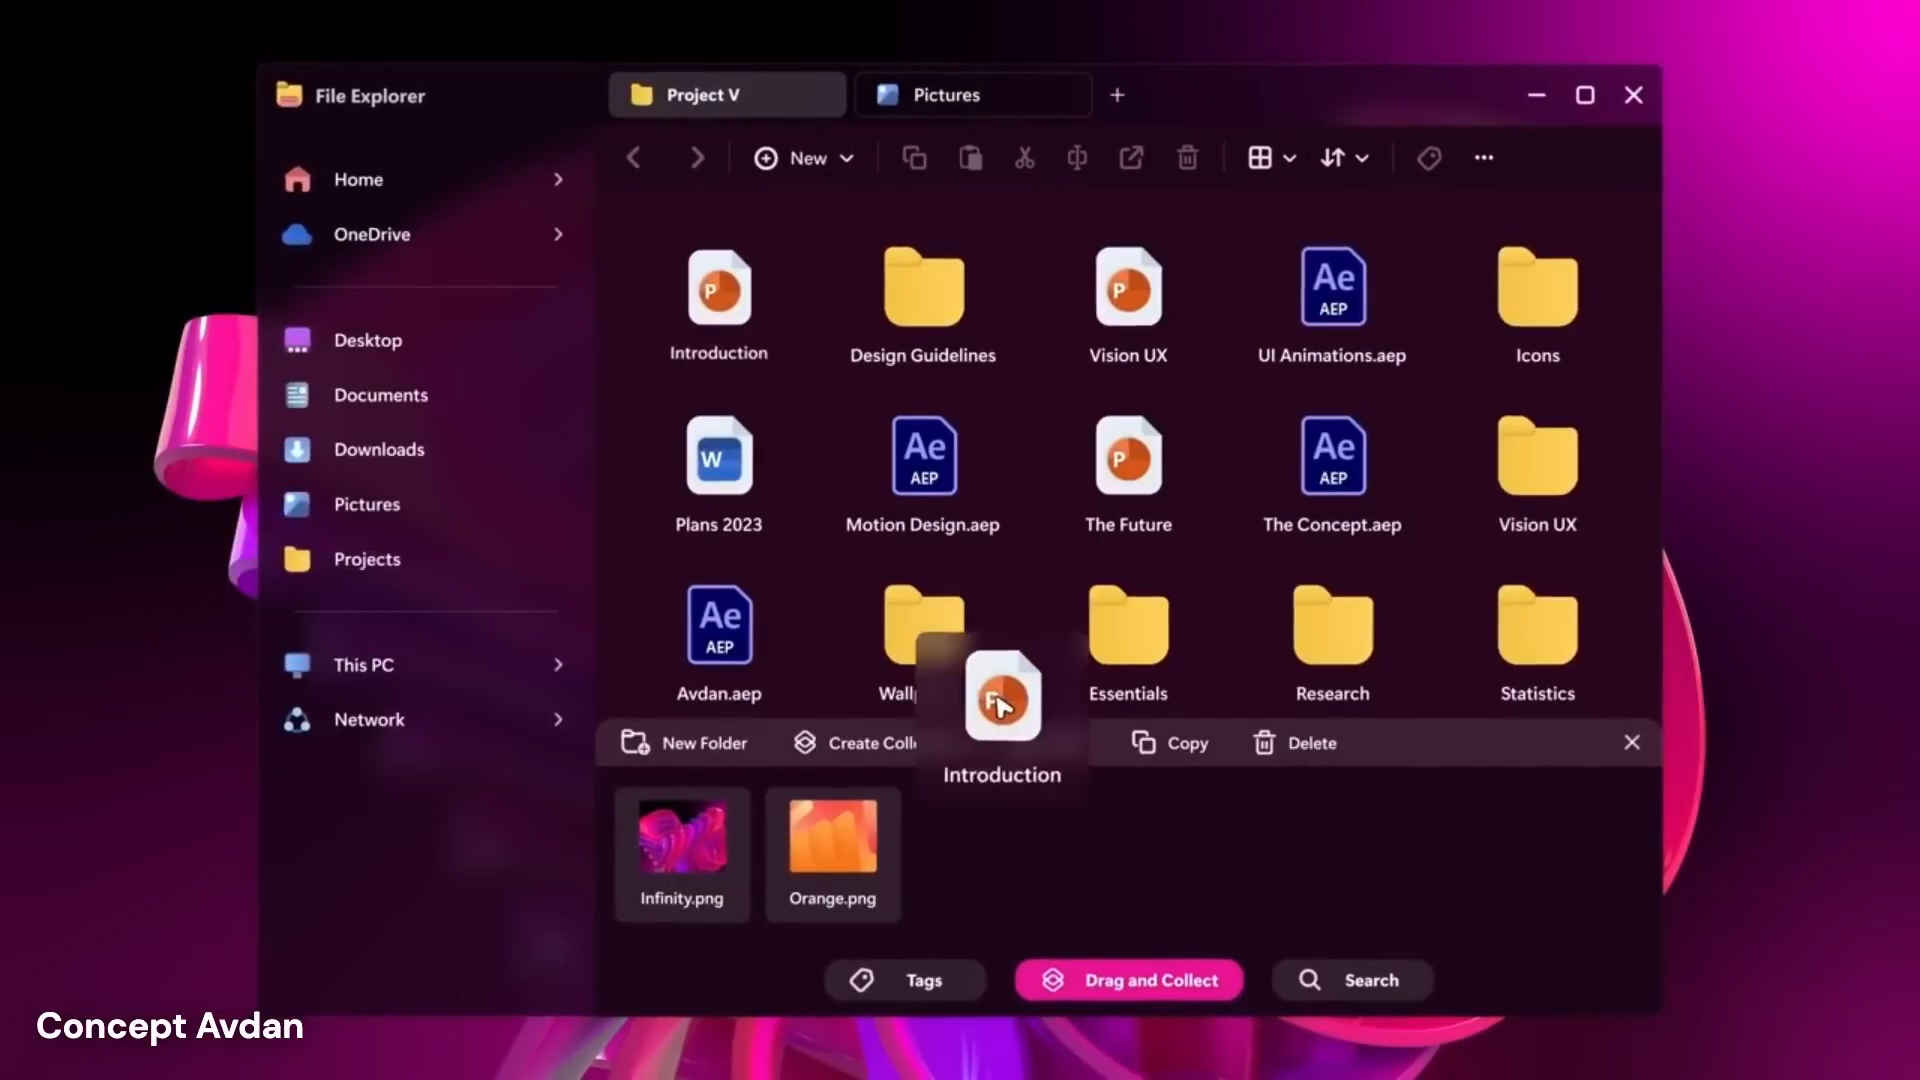 File Explorer
Project V
Pictures
Home
OneDrive
Desktop
Documents
Downloads
Pictures
Projects
This PC
Network
New
Introduction
Design Guidelines
Vision UX
Ae
AEP
UI Animations.aep
Icons
W
Plans 2023
Ae
AEP
Motion Design.aep
P
The Future
Ae
AEP
The Concept.aep
Vision UX
Ae
AEP
Avdan.aep
Essentials
Research
Statistics
New Folder
Copy
Delete
Introduction
Infinity.png
Orange.png
Tags
Drag and Collect
Search
Concept Avdan